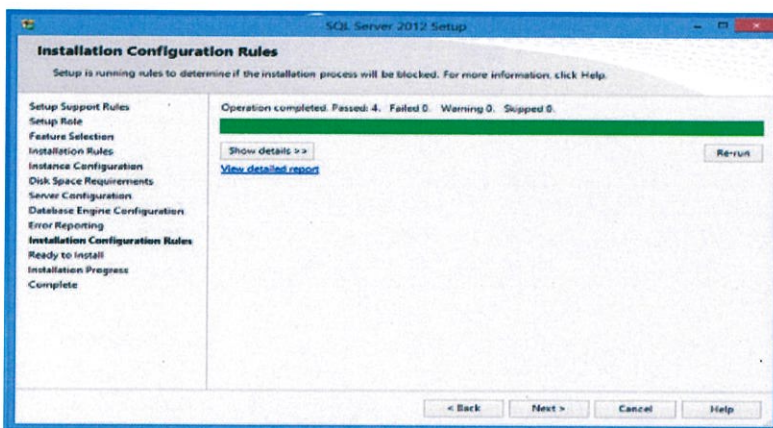 SQL Server 2012 Setup
Installation Configuration Rules
Setup is running rules to determine if the installation process will be blocked. For more information, click Help.
Setup Support Rules
Setup Role
Feature Selection
Installation Rules
Instance Configuration
Disk Space Requirements
Server Configuration
Database Engine Configuration
Error Reporting
Installation Configuration Rules
Ready to Install
Installation Progress
Complete
Operation completed. Passed: 4. Failed 0. Warning 0. Skipped 0.
Show details >>
Re-run
View detailed report
< Back
Next >
Cancel
Help